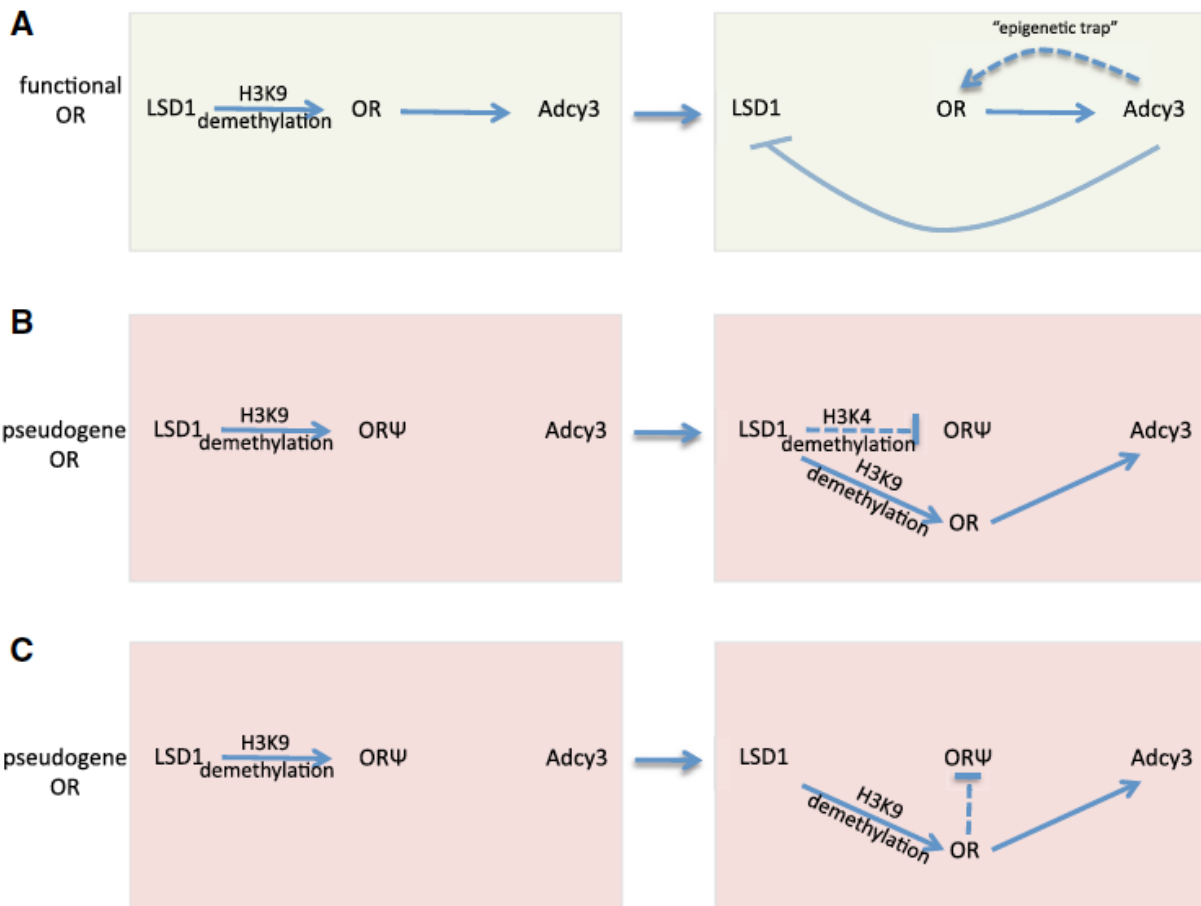 A
functional
OR
LSD1 H3K9 demethylation OR Adcy3
"epigenetic trap"
LSD1 OR Adcy3
B
pseudogene
OR
LSD1 H3K9 demethylation ORΨ Adcy3
LSD1 H3K4 demethylation ORΨ Adcy3
H3K9
demethylation
OR
C
pseudogene
OR
LSD1 H3K9 demethylation ORΨ Adcy3
LSD1 ORΨ Adcy3
H3K9
demethylation
OR